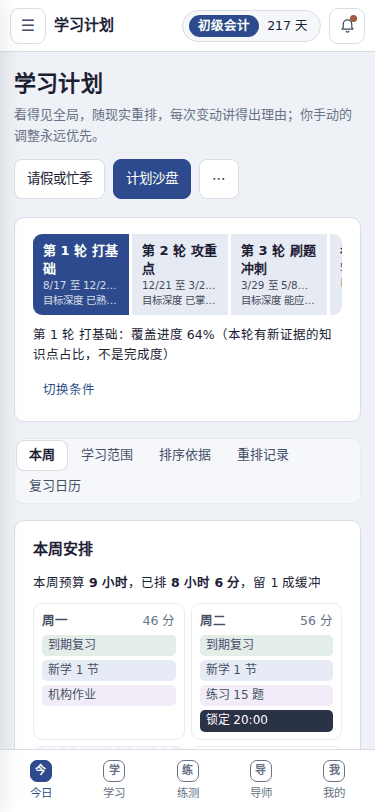 ☰ 学习计划 初级会计 217 天
学习计划
看得见全局，随现实重排，每次变动讲得出理由；你手动的
调整永远优先。
请假或忙季 计划沙盘 ···
第 1 轮 打基 第 2 轮 攻重 第 3 轮 刷题
础 点 冲刺
8/17 至 12/2… 12/21 至 3/2… 3/29 至 5/8…
目标深度 已熟… 目标深度 已掌… 目标深度 能应…
第 1 轮 打基础：覆盖进度 64%（本轮有新证据的知
识点占比，不是完成度）
切换条件
本周 学习范围 排序依据 重排记录
复习日历
本周安排
本周预算 9 小时，已排 8 小时 6 分，留 1 成缓冲
周一 46 分 周二 56 分
到期复习 到期复习
新学 1 节 新学 1 节
机构作业 练习 15 题
锁定 20:00
今 学 练 导 我
今日 学习 练测 导师 我的